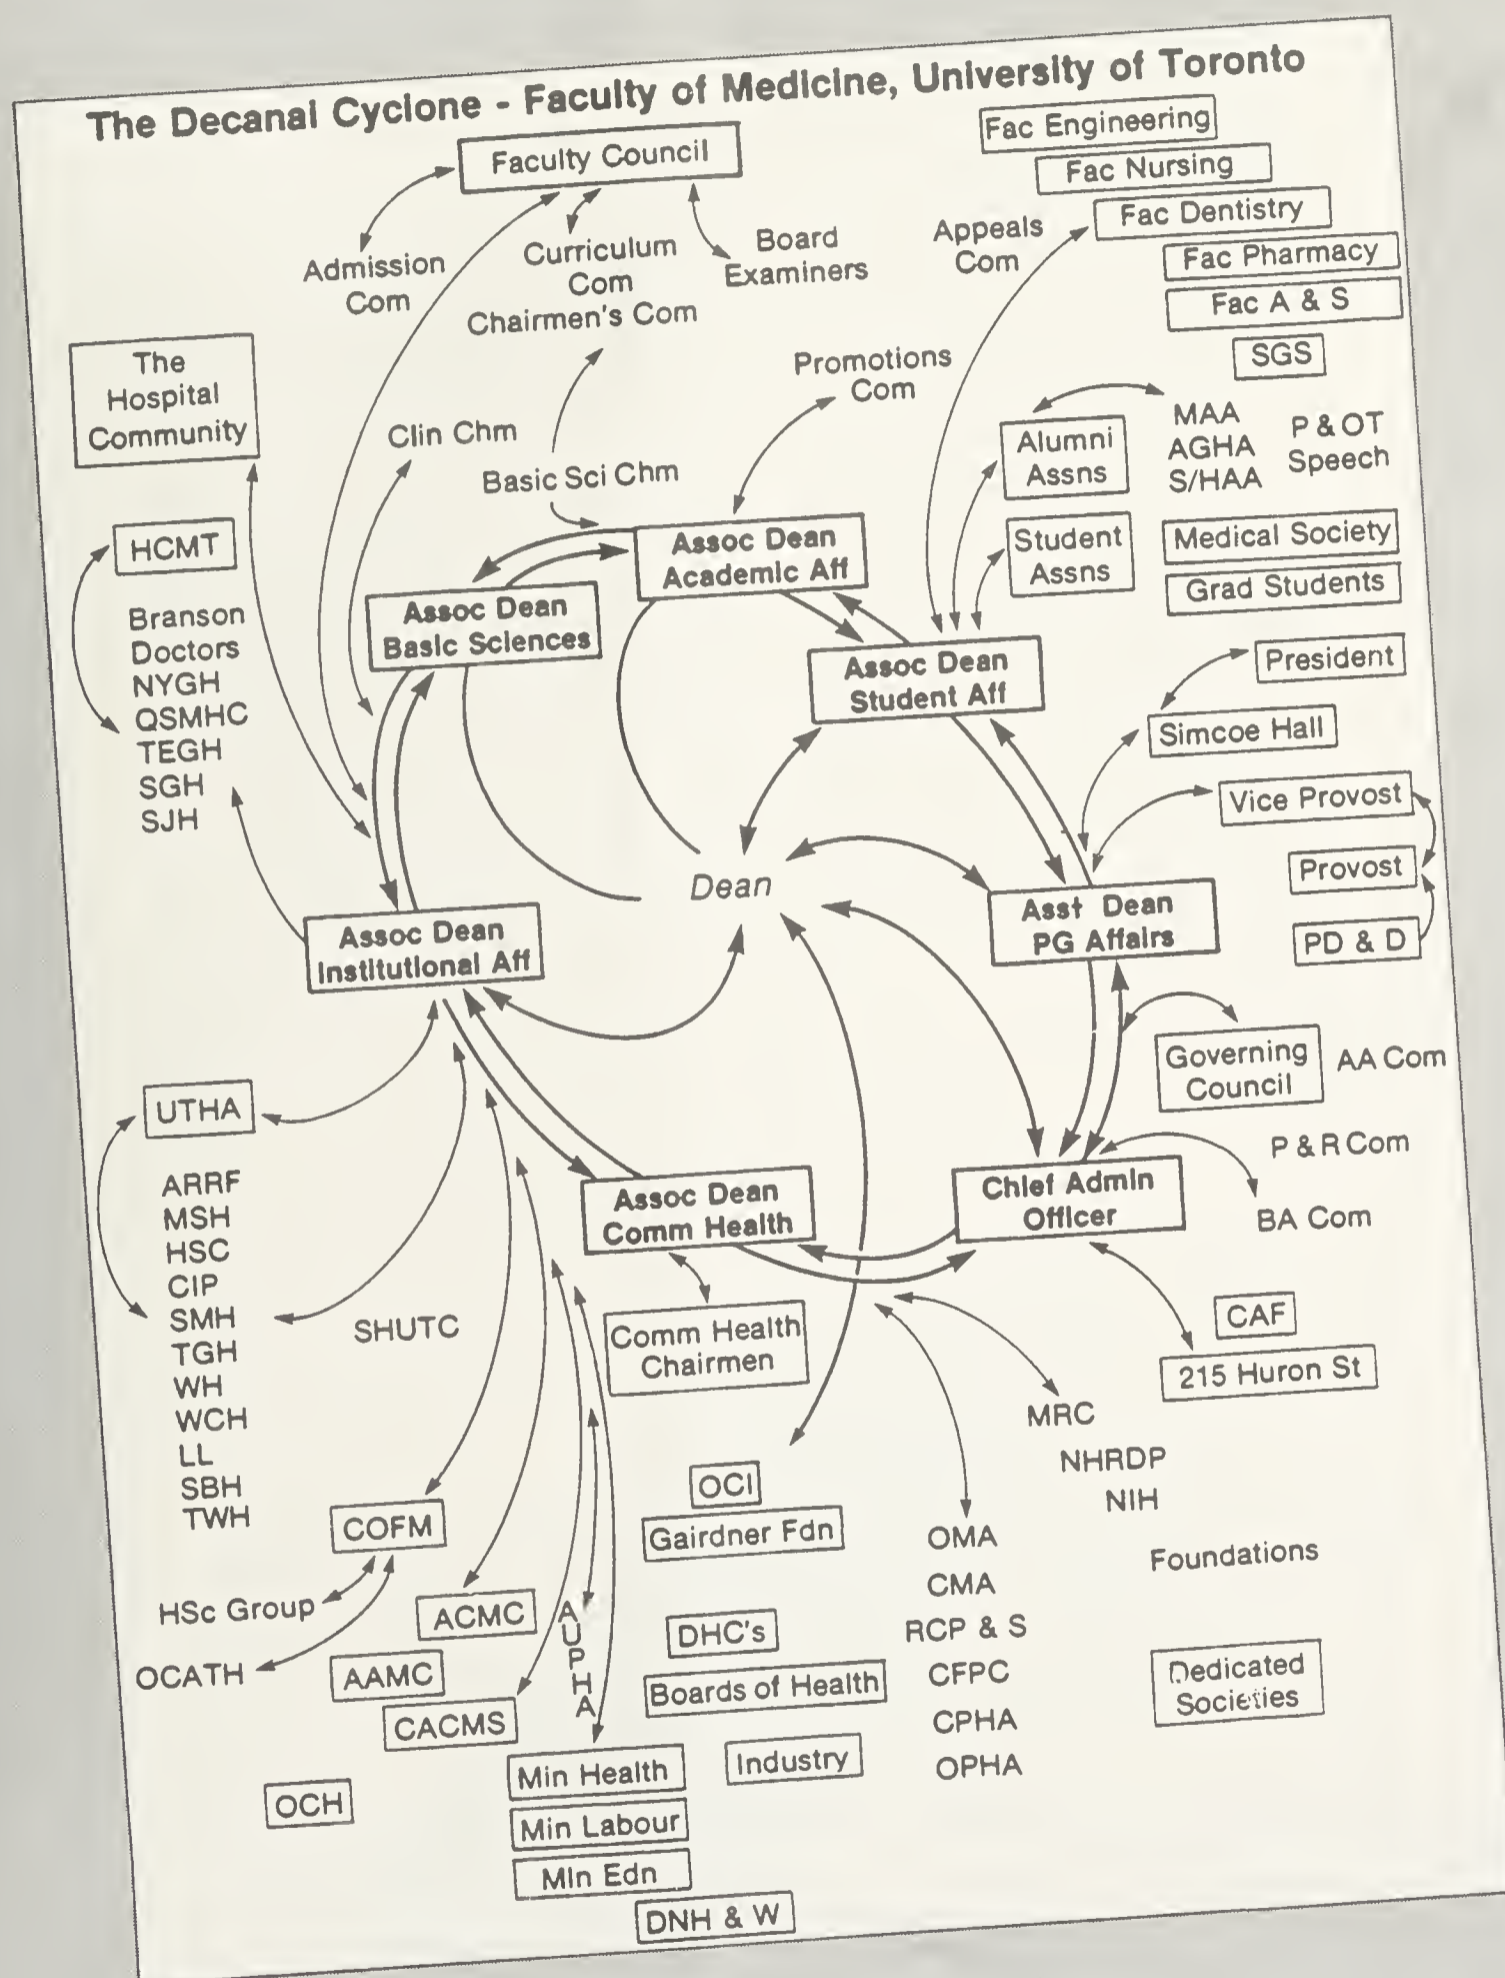 The Decanal Cyclone - Faculty of Medicine, University of Toronto
Faculty Council
Fac Engineering
Fac Nursing
Fac Dentistry
Fac Pharmacy
Fac A & S
SGS
Admission
Com
Curriculum
Com
Chairmen's Com
Board
Examiners
Appeals
Com
The
Hospital
Community
Promotions
Com
Clin Chm
Basic Sci Chm
Alumni
Assns
MAA
AGHA
S/HAA
P & OT
Speech
HCMT
Assoc Dean
Academic Aff
Student
Assns
Medical Society
Grad Students
Branson
Doctors
NYGH
QSMHC
TEGH
SGH
SJH
Assoc Dean
Basic Sciences
Assoc Dean
Student Aff
President
Simcoe Hall
Vice Provost
Provost
PD & D
Dean
Asst Dean
PG Affairs
Assoc Dean
Institutional Aff
Governing
Council
AA Com
P & R Com
BA Com
UTHA
ARRF
MSH
HSC
CIP
SMH
TGH
WH
WCH
LL
SBH
TWH
SHUTC
Assoc Dean
Comm Health
Chief Admin
Officer
Comm Health
Chairmen
CAF
215 Huron St
MRC
NHRDP
NIH
OCI
Gairdner Fdn
COFM
HSc Group
OCATH
ACMC
AAMC
CACMS
AUPHA
DHC's
Boards of Health
Industry
OMA
CMA
RCP & S
CFPC
CPHA
OPHA
Foundations
Dedicated
Societies
OCH
Min Health
Min Labour
Min Edn
DNH & W